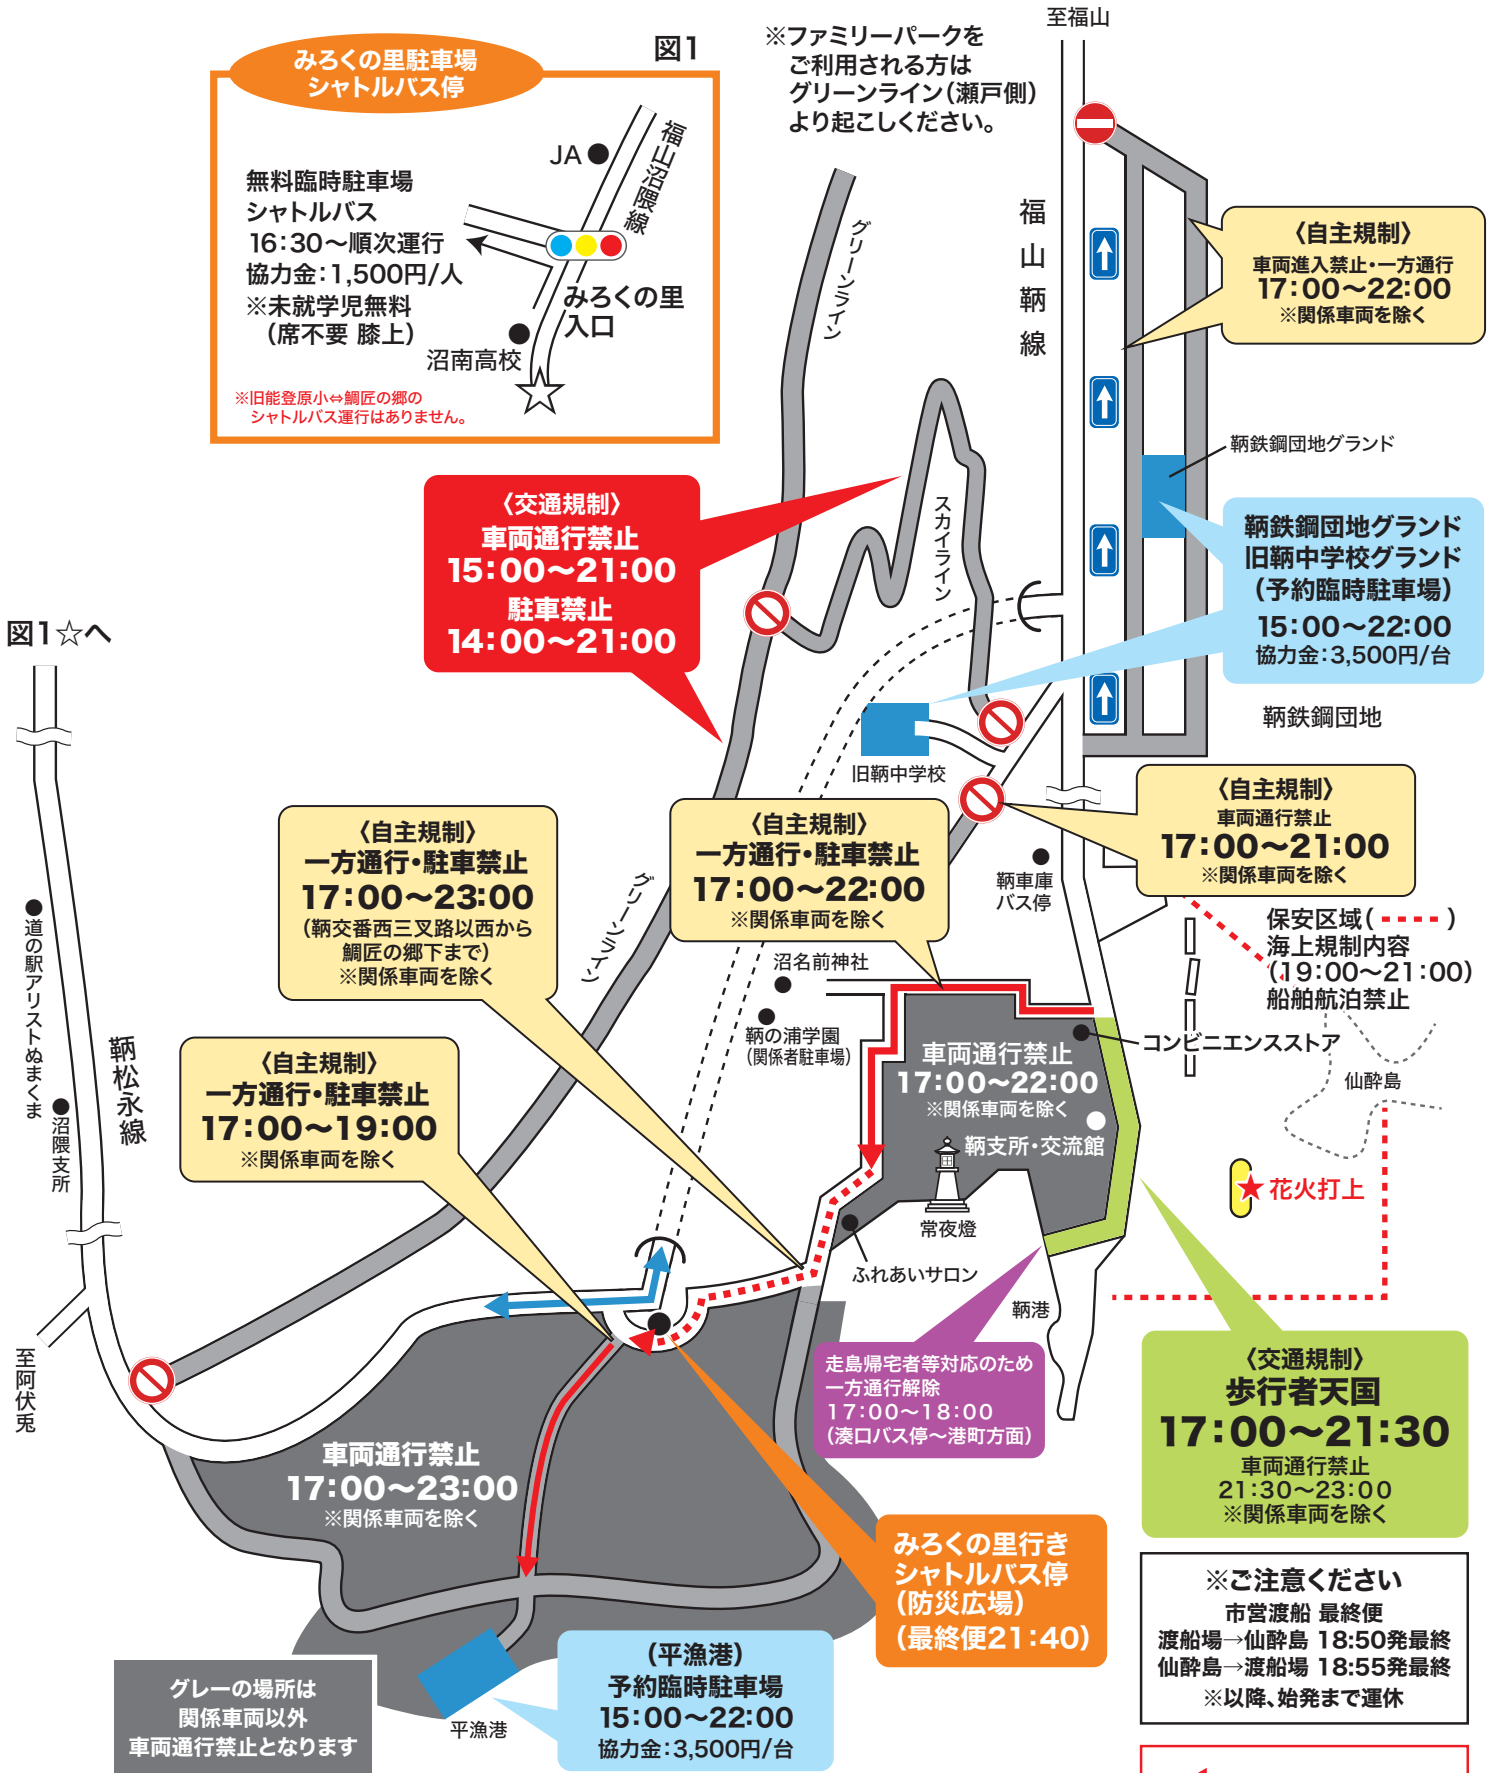 至福山
図1
みろくの里駐車場
シャトルバス停
JA
福山沼隈線
無料臨時駐車場
シャトルバス
16：30～順次運行
協力金：1,500円/人
※未就学児無料
（席不要 膝上）
みろくの里
入口
沼南高校
※旧能登原小⇔鯛匠の郷の
シャトルバス運行はありません。
※ファミリーパークを
ご利用される方は
グリーンライン（瀬戸側）
より起こしください。
グリーンライン
福山鞆線
〈自主規制〉
車両進入禁止・一方通行
17：00～22：00
※関係車両を除く
鞆鉄鋼団地グランド
〈交通規制〉
車両通行禁止
15：00～21：00
駐車禁止
14：00～21：00
スカイライン
鞆鉄鋼団地グランド
旧鞆中学校グランド
（予約臨時駐車場）
15：00～22：00
協力金：3,500円/台
鞆鉄鋼団地
図1☆へ
旧鞆中学校
〈自主規制〉
車両通行禁止
17：00～21：00
※関係車両を除く
〈自主規制〉
一方通行・駐車禁止
17：00～23：00
（鞆交番西三叉路以西から
鯛匠の郷下まで）
※関係車両を除く
グリーンライン
〈自主規制〉
一方通行・駐車禁止
17：00～22：00
※関係車両を除く
鞆車庫
バス停
保安区域（ ）
海上規制内容
（19：00～21：00）
船舶航泊禁止
道の駅アリストぬまくま
沼隈支所
鞆松永線
沼名前神社
鞆の浦学園
（関係者駐車場）
車両通行禁止
17：00～22：00
※関係車両を除く
鞆支所・交流館
コンビニエンスストア
仙酔島
〈自主規制〉
一方通行・駐車禁止
17：00～19：00
※関係車両を除く
花火打上
常夜燈
ふれあいサロン
鞆港
至阿伏兎
走島帰宅者等対応のため
一方通行解除
17：00～18：00
（湊口バス停～港町方面）
〈交通規制〉
歩行者天国
17：00～21：30
車両通行禁止
21：30～23：00
※関係車両を除く
車両通行禁止
17：00～23：00
※関係車両を除く
みろくの里行き
シャトルバス停
（防災広場）
（最終便21：40）
※ご注意ください
市営渡船 最終便
渡船場→仙酔島 18:50発最終
仙酔島→渡船場 18:55発最終
※以降、始発まで運休
グレーの場所は
関係車両以外
車両通行禁止となります
平漁港
（平漁港）
予約臨時駐車場
15：00～22：00
協力金：3,500円/台